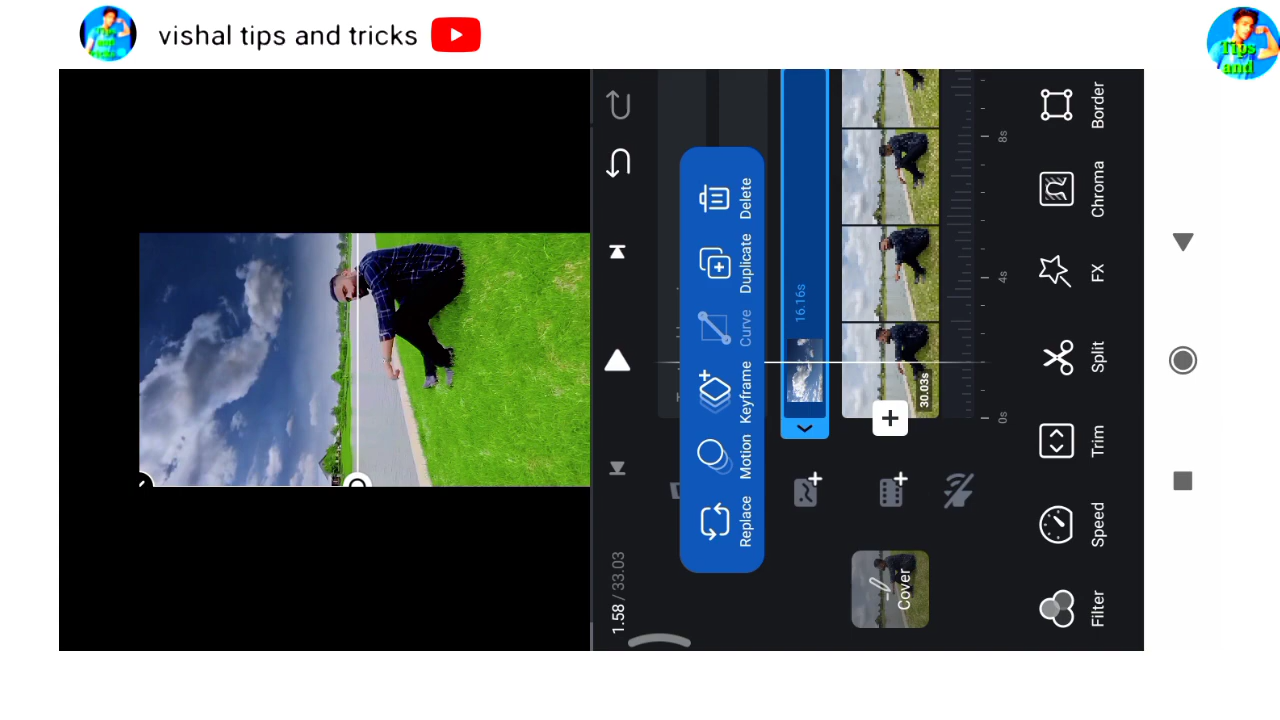 vishal tips and tricks
Tips
and
Border
Chroma
FX
Split
Trim
Speed
Filter
8s
4s
0s
Delete
Duplicate
Curve
Keyframe
Motion
Replace
16.16s
30.03s
1.58 / 33.03
Cover